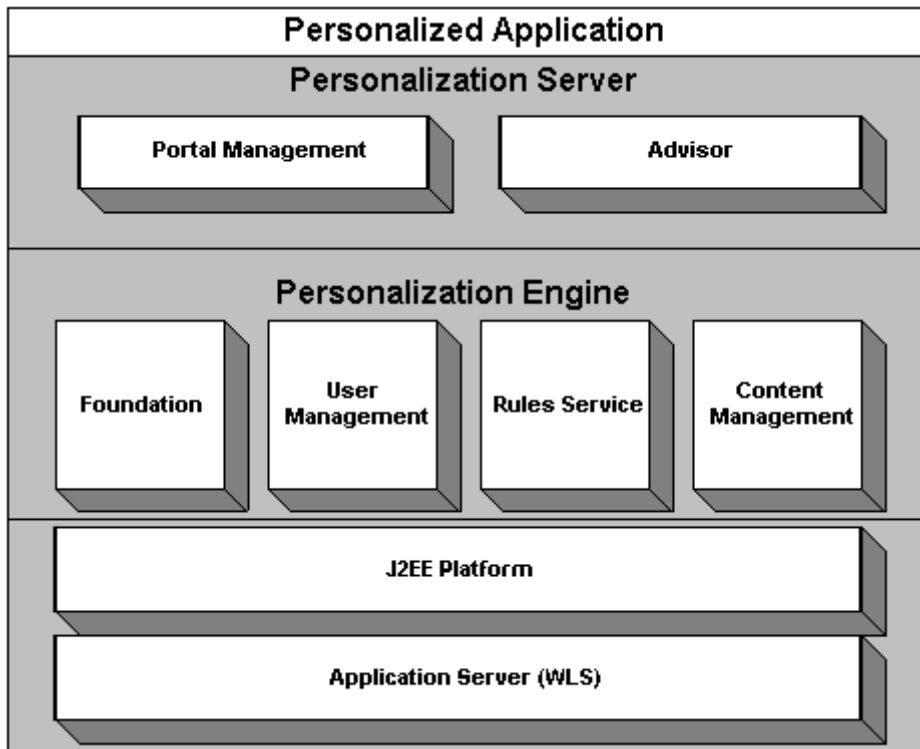 Personalized Application
Personalization Server
Portal Management
Advisor
Personalization Engine
Foundation
User
Management
Rules Service
Content
Management
J2EE Platform
Application Server (WLS)